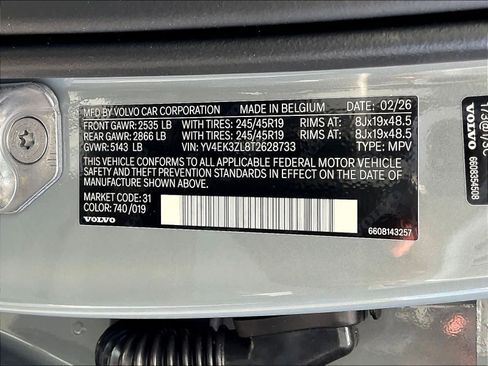 MFD BY VOLVO CAR CORPORATION MADE IN BELGIUM DATE 02/26
FRONT GAWR: 2535 LB TIRES: 245/45R19 RIMS AT: 8Jx19x48.5
REAR GAWR: 2866 LB TIRES: 245/45R19 RIMS AT: 8Jx19x48.5
GVWR: 5143 LB VIN: YV4EK3ZL8T2628733 TYPE: MPV
THIS VEHICLE CONFORMS TO ALL APPLICABLE FEDERAL MOTOR VEHICLE
SAFETY AND THEFT PREVENTION STANDARDS IN EFFECT ON THE DATE OF
MANUFACTURE SHOWN ABOVE.
MARKET CODE: 31
COLOR: 740 /019
VOLVO
6608143257
VOLVO
6608354508